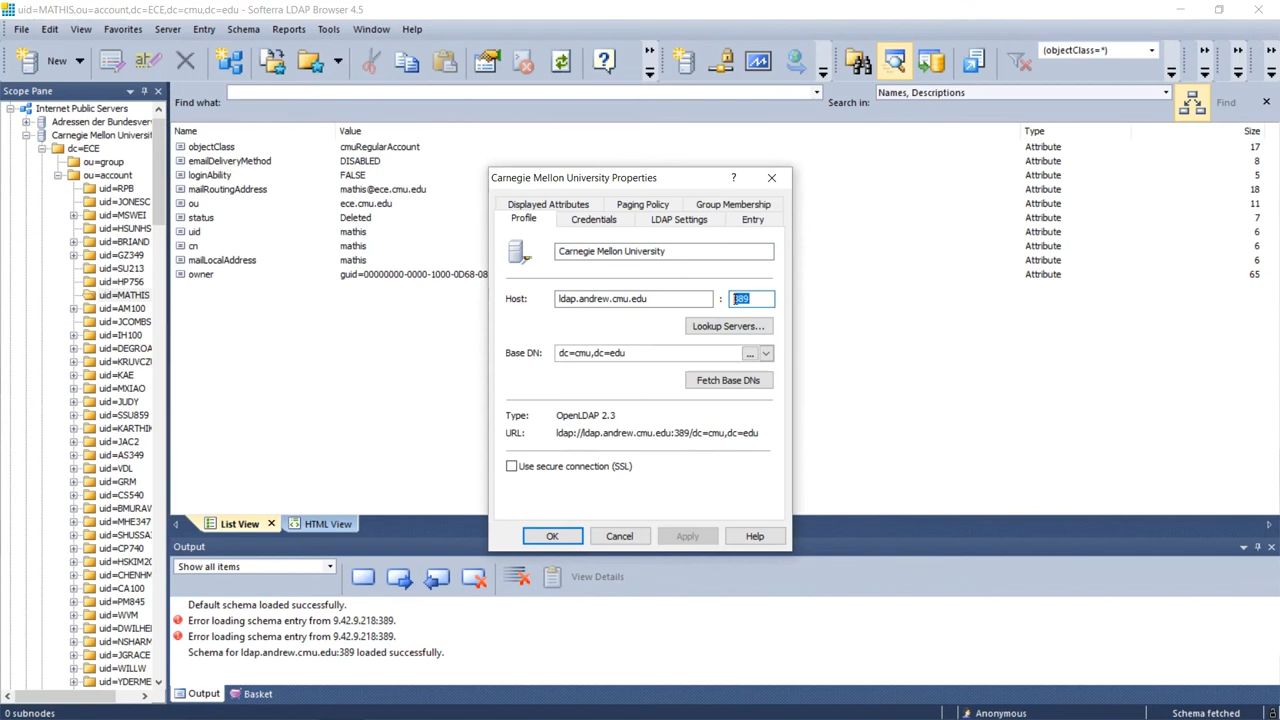 uid=MATHIS,ou=account,dc=ECE,dc=cmu,dc=edu - Softerra LDAP Browser 4.5
File Edit View Favorites Server Entry Schema Reports Tools Window Help
New
(objectClass=*)
Scope Pane
Find what:
Names, Descriptions
Search in:
Find
Internet Public Servers
Adressen der Bundesverv
Carnegie Mellon Universit
dc=ECE
ou=group
ou=account
uid=RPB
uid=JONESC
uid=MSWEI
uid=HSUNHS
uid=BRIAND
uid=GZ349
uid=SU213
uid=HP756
uid=MATHIS
uid=AM100
uid=JCOMBS
uid=IH100
uid=DEGROA
uid=KRUVCZ
uid=KAE
uid=MXIAO
uid=JUDY
uid=SSU859
uid=KARTHIK
uid=JAC2
uid=AS349
uid=VDL
uid=GRM
uid=CS540
uid=BMURAW
uid=MHE347
uid=SHUSSAI
uid=CP740
uid=HSKIM20
uid=CHENHM
uid=CA100
uid=PM845
uid=WVM
uid=DWILHE
uid=NSHARM
uid=JGRACE
uid=WILLW
uid=YDERME
Name Value Type Size
objectClass cmuRegularAccount Attribute 17
emailDeliveryMethod DISABLED Attribute 8
loginAbility FALSE Attribute 5
mailRoutingAddress mathis@ece.cmu.edu Attribute 18
ou ece.cmu.edu Attribute 11
status Deleted Attribute 7
uid mathis Attribute 6
cn mathis Attribute 6
mailLocalAddress mathis Attribute 6
owner guid=00000000-0000-1000-0D68-08 Attribute 65
Carnegie Mellon University Properties ?
Displayed Attributes Paging Policy Group Membership
Profile Credentials LDAP Settings Entry
Carnegie Mellon University
Host: ldap.andrew.cmu.edu : 389
Lookup Servers...
Base DN: dc=cmu,dc=edu ...
Fetch Base DNs
Type: OpenLDAP 2.3
URL: ldap://ldap.andrew.cmu.edu:389/dc=cmu,dc=edu
Use secure connection (SSL)
OK Cancel Apply Help
List View HTML View
Output
Show all items
View Details
Default schema loaded successfully.
Error loading schema entry from 9.42.9.218:389.
Error loading schema entry from 9.42.9.218:389.
Schema for ldap.andrew.cmu.edu:389 loaded successfully.
Output Basket
0 subnodes
Anonymous
Schema fetched